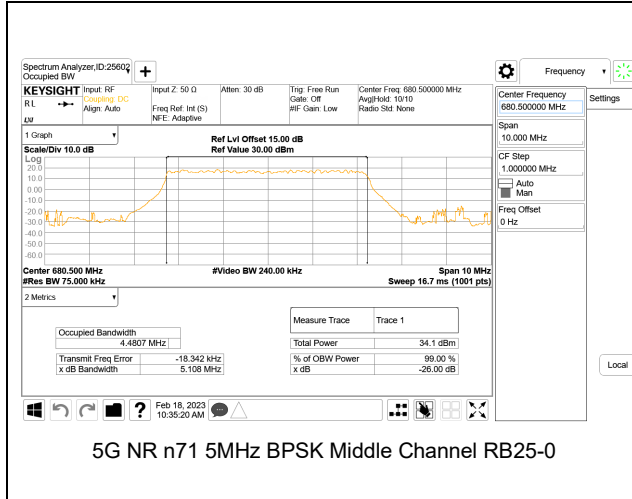 Spectrum Analyzer,ID:25602
Occupied BW
+
Frequency
KEYSIGHT
Input: RF
Coupling: DC
Align: Auto
Input Z: 50 Ω
Freq Ref: Int (S)
NFE: Adaptive
Atten: 30 dB
Trig: Free Run
Gate: Off
#IF Gain: Low
Center Freq: 680.500000 MHz
Avg|Hold: 10/10
Radio Std: None
R L
Center Frequency
680.500000 MHz
Settings
Span
10.000 MHz
CF Step
1.000000 MHz
Auto
Man
Freq Offset
0 Hz
Local
1 Graph
Scale/Div 10.0 dB
Ref Lvl Offset 15.00 dB
Ref Value 30.00 dBm
Log
20.0
10.0
0.00
-10.0
-20.0
-30.0
-40.0
-50.0
-60.0
Center 680.500 MHz
#Video BW 240.00 kHz
Span 10 MHz
#Res BW 75.000 kHz
Sweep 16.7 ms (1001 pts)
2 Metrics
Measure Trace Trace 1
Occupied Bandwidth
4.4807 MHz
Total Power 34.1 dBm
Transmit Freq Error -18.342 kHz
% of OBW Power 99.00 %
x dB Bandwidth 5.108 MHz
x dB -26.00 dB
?
Feb 18, 2023
10:35:20 AM
5G NR n71 5MHz BPSK Middle Channel RB25-0